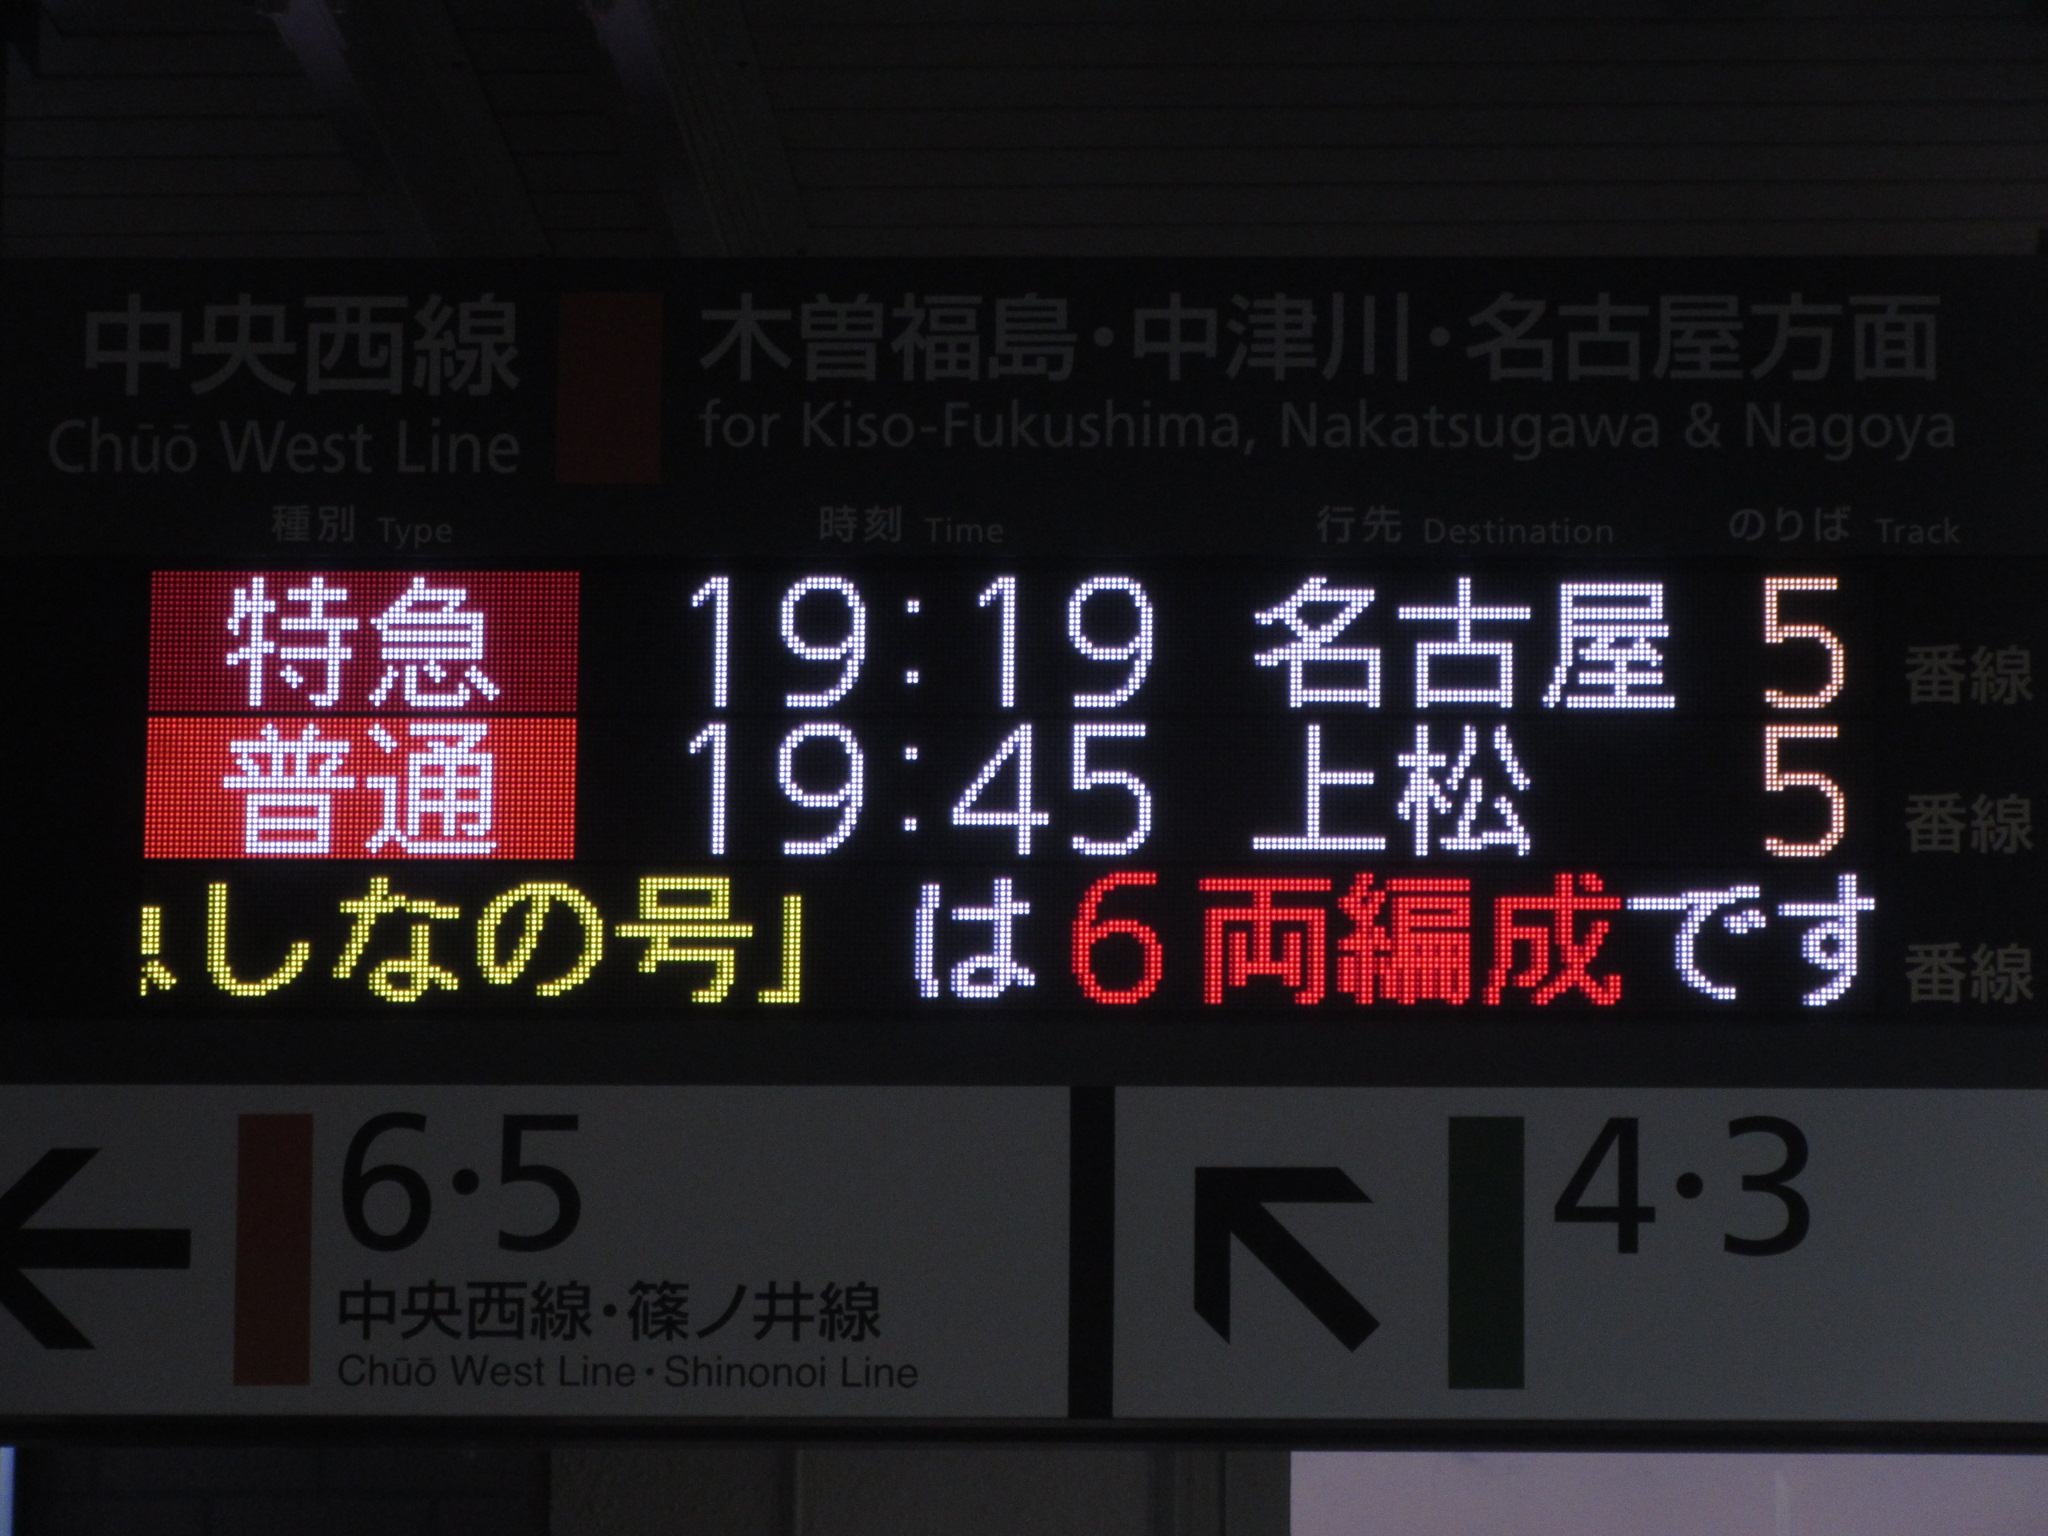 中央西線 木曽福島・中津川・名古屋方面
Chūō West Line for Kiso-Fukushima, Nakatsugawa & Nagoya
種別 Type 時刻 Time 行先 Destination のりば Track
特急 19:19 名古屋 5 番線
普通 19:45 上松 5 番線
しなの号」 は6両編成です 番線
6・5 4・3
中央西線・篠ノ井線
Chūō West Line・Shinonoi Line